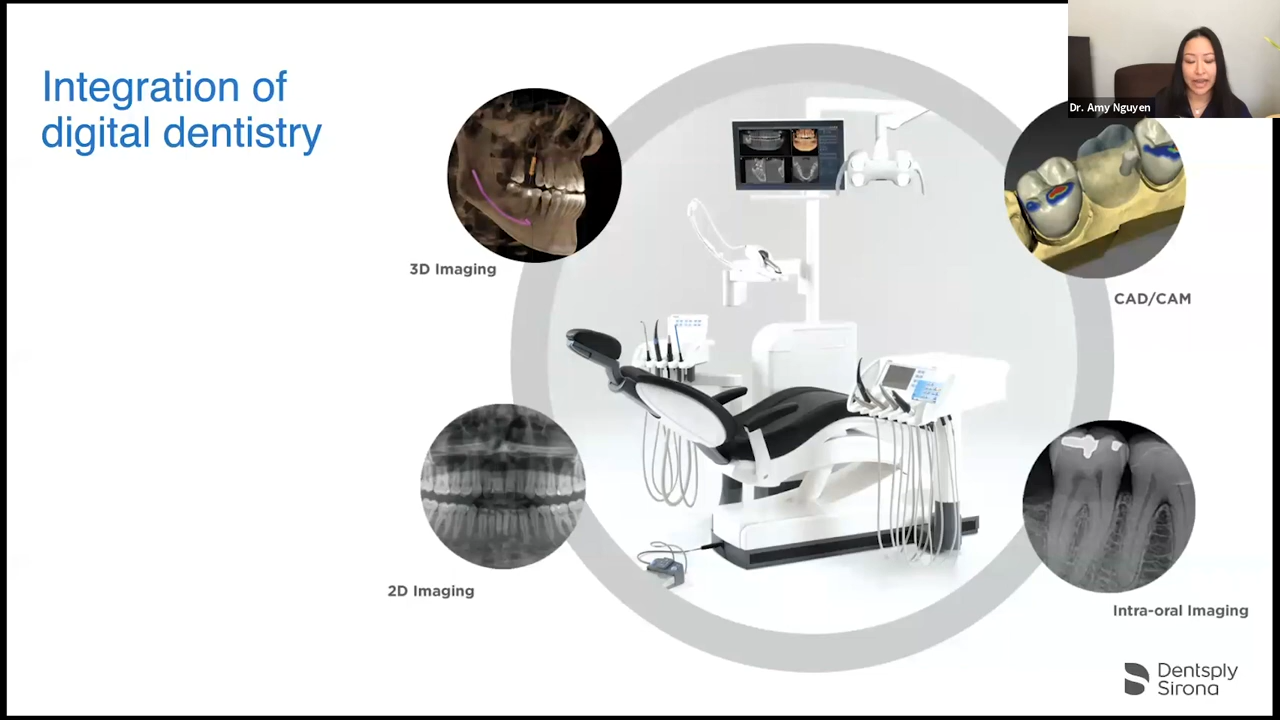 Integration of
digital dentistry
Dr. Amy Nguyen
3D Imaging
CAD/CAM
2D Imaging
Intra-oral Imaging
Dentsply
Sirona